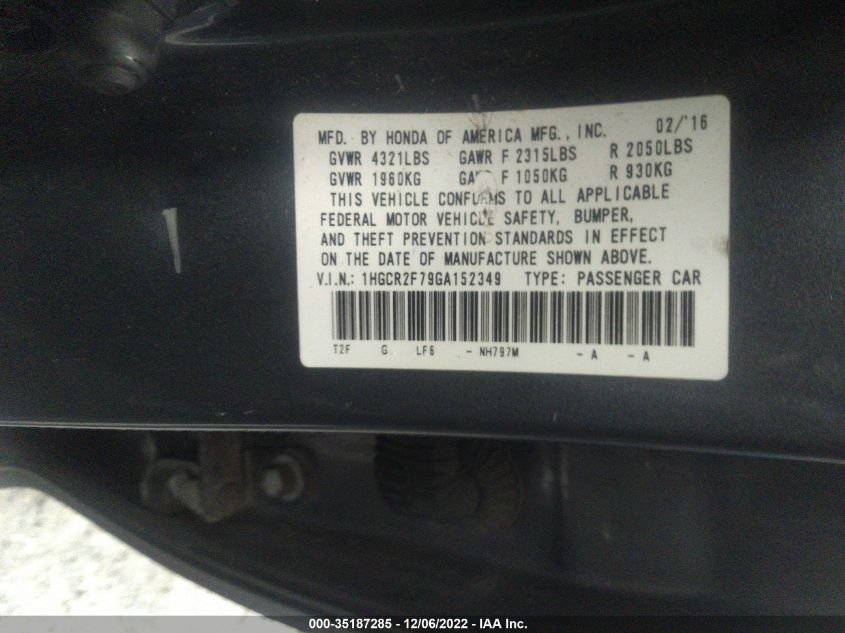 MFD. BY HONDA OF AMERICA MFG., INC. 02/'16
GVWR 4321LBS GAWR F 2315LBS R 2050LBS
GVWR 1960KG GAWR F 1050KG R 930KG
THIS VEHICLE CONFORMS TO ALL APPLICABLE
FEDERAL MOTOR VEHICLE SAFETY, BUMPER,
AND THEFT PREVENTION STANDARDS IN EFFECT
ON THE DATE OF MANUFACTURE SHOWN ABOVE.
V.I.N.: 1HGCR2F79GA152349 TYPE: PASSENGER CAR
T2F G LF6 - NH797M - A - A
000-35187285 - 12/06/2022 - IAA Inc.